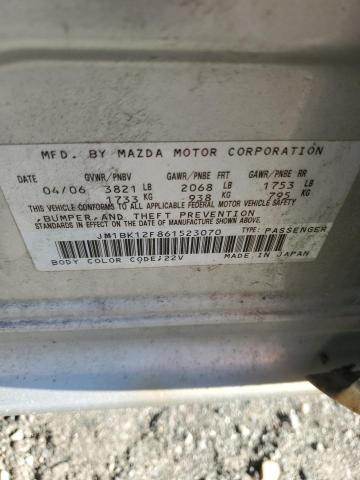 MFD. BY MAZDA MOTOR CORPORATION
GVWR/PNBV GAWR/PNBE FRT GAWR/PNBE RR
04/06 3821 LB 2068 LB 1753 LB
1733 KG 938 KG 795 KG
THIS VEHICLE CONFORMS TO ALL APPLICABLE FEDERAL MOTOR VEHICLE SAFETY
STANDARDS IN EFFECT ON THE DATE OF MANUFACTURE SHOWN ABOVE.
,BUMPER,AND THEFT PREVENTION
JM1BK12F861523070 TYPE: PASSENGER
BODY COLOR CODE;22V MADE IN JAPAN